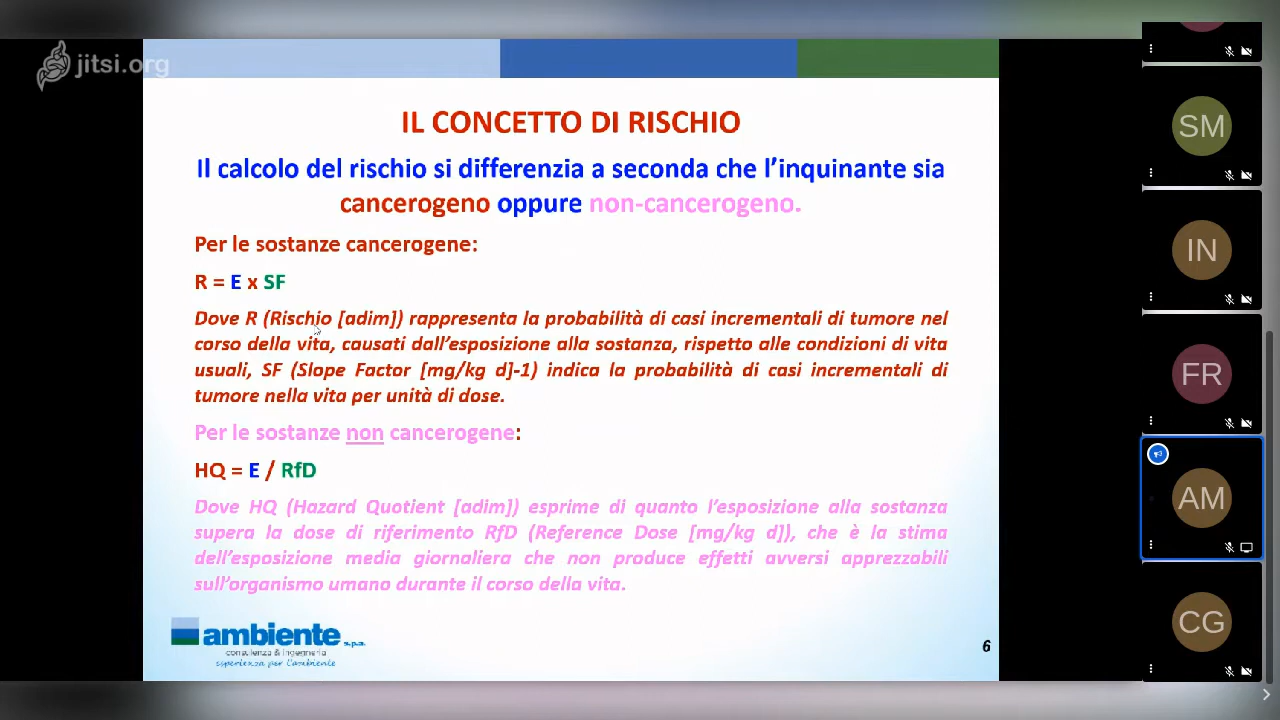 jitsi.org
IL CONCETTO DI RISCHIO
Il calcolo del rischio si differenzia a seconda che l'inquinante sia
cancerogeno oppure non-cancerogeno.
Per le sostanze cancerogene:
R = E x SF
Dove R (Rischio [adim]) rappresenta la probabilità di casi incrementali di tumore nel
corso della vita, causati dall'esposizione alla sostanza, rispetto alle condizioni di vita
usuali, SF (Slope Factor [mg/kg d]-1) indica la probabilità di casi incrementali di
tumore nella vita per unità di dose.
Per le sostanze non cancerogene:
HQ = E / RfD
Dove HQ (Hazard Quotient [adim]) esprime di quanto l'esposizione alla sostanza
supera la dose di riferimento RfD (Reference Dose [mg/kg d]), che è la stima
dell'esposizione media giornaliera che non produce effetti avversi apprezzabili
sull'organismo umano durante il corso della vita.
ambiente s.p.a.
consulenza & ingegneria
esperienza per l'ambiente
6
SM
IN
FR
AM
CG